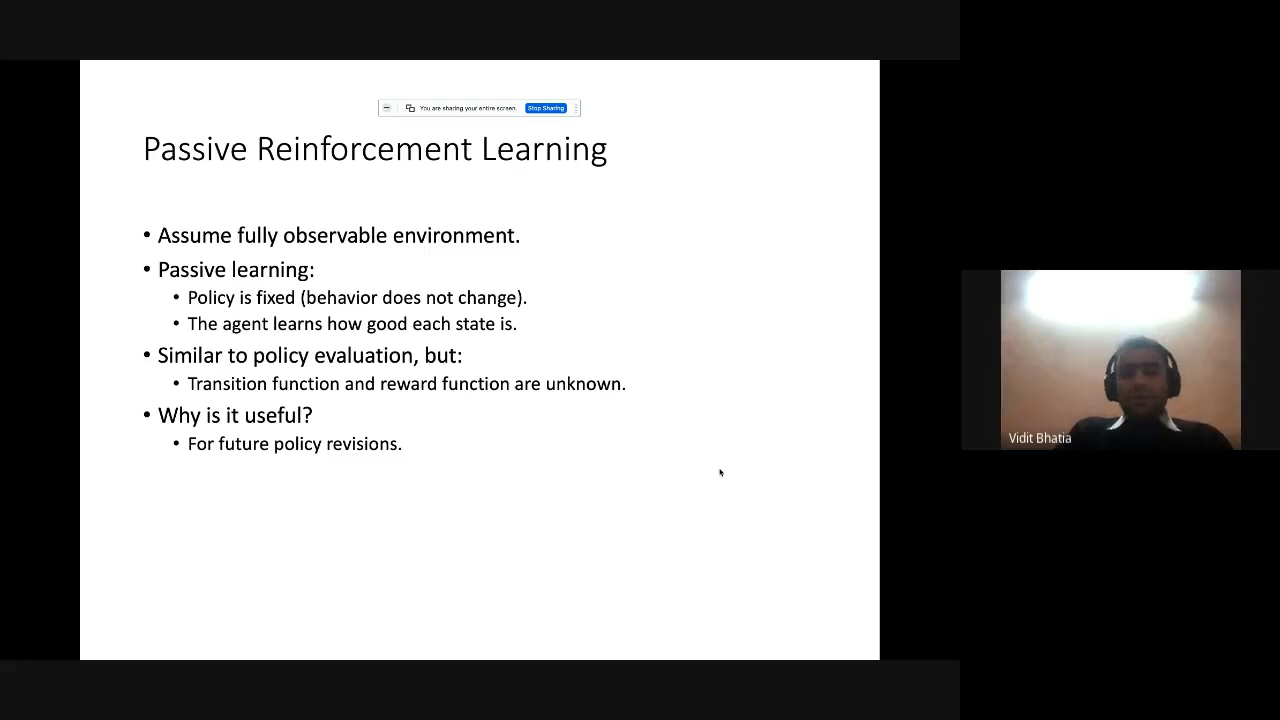 You are sharing your entire screen. Stop Sharing
Passive Reinforcement Learning
• Assume fully observable environment.
• Passive learning:
• Policy is fixed (behavior does not change).
• The agent learns how good each state is.
• Similar to policy evaluation, but:
• Transition function and reward function are unknown.
• Why is it useful?
• For future policy revisions.
Vidit Bhatia